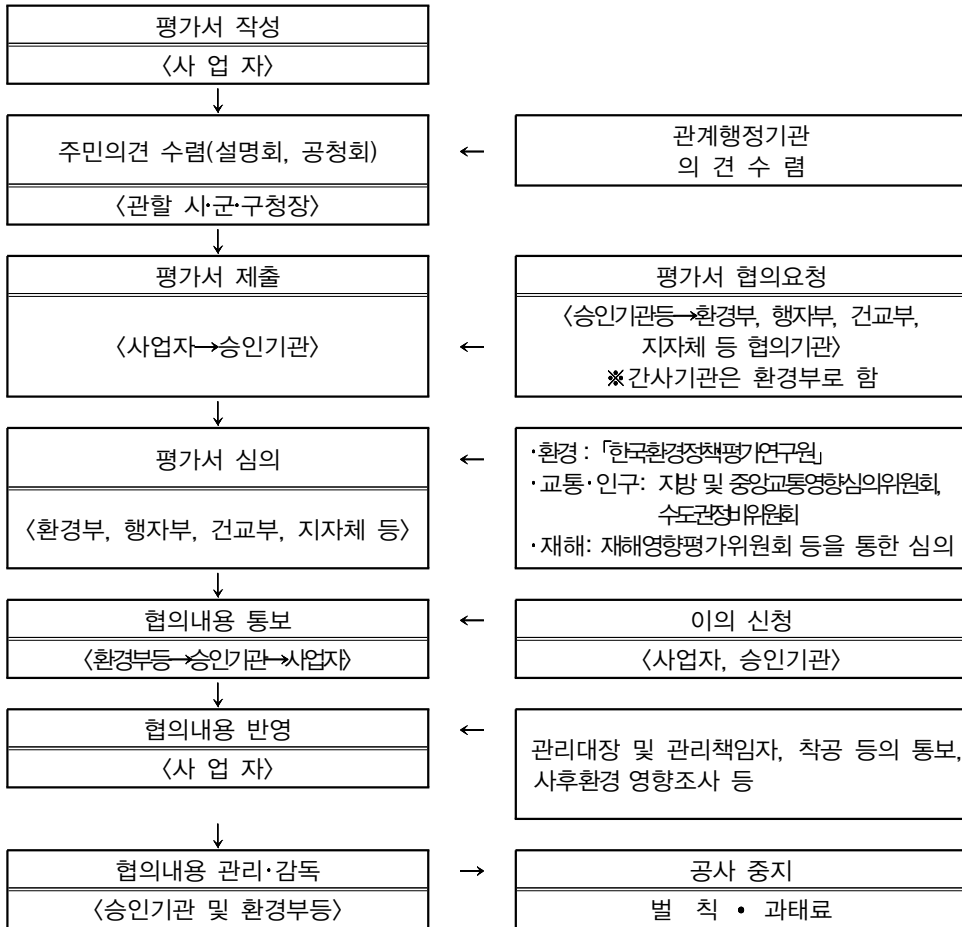 평가서 작성
〈사 업 자〉
↓
주민의견 수렴(설명회, 공청회)
〈관할 시·군·구청장〉
←
관계행정기관
의 견 수 렴
↓
평가서 제출
〈사업자→승인기관〉
←
평가서 협의요청
〈승인기관등→환경부, 행자부, 건교부,
지자체 등 협의기관〉
※간사기관은 환경부로 함
↓
평가서 심의
〈환경부, 행자부, 건교부, 지자체 등〉
←
·환경 : 「한국환경정책·평가연구원」
·교통·인구: 지방 및 중앙교통영향심의위원회,
수도권정비위원회
·재해: 재해영향평가위원회 등을 통한 심의
↓
협의내용 통보
〈환경부등→승인기관→사업자〉
←
이의 신청
〈사업자, 승인기관〉
↓
협의내용 반영
〈사 업 자〉
←
관리대장 및 관리책임자, 착공 등의 통보,
사후환경 영향조사 등
↓
협의내용 관리·감독
〈승인기관 및 환경부등〉
→
공사 중지
벌 칙 • 과태료